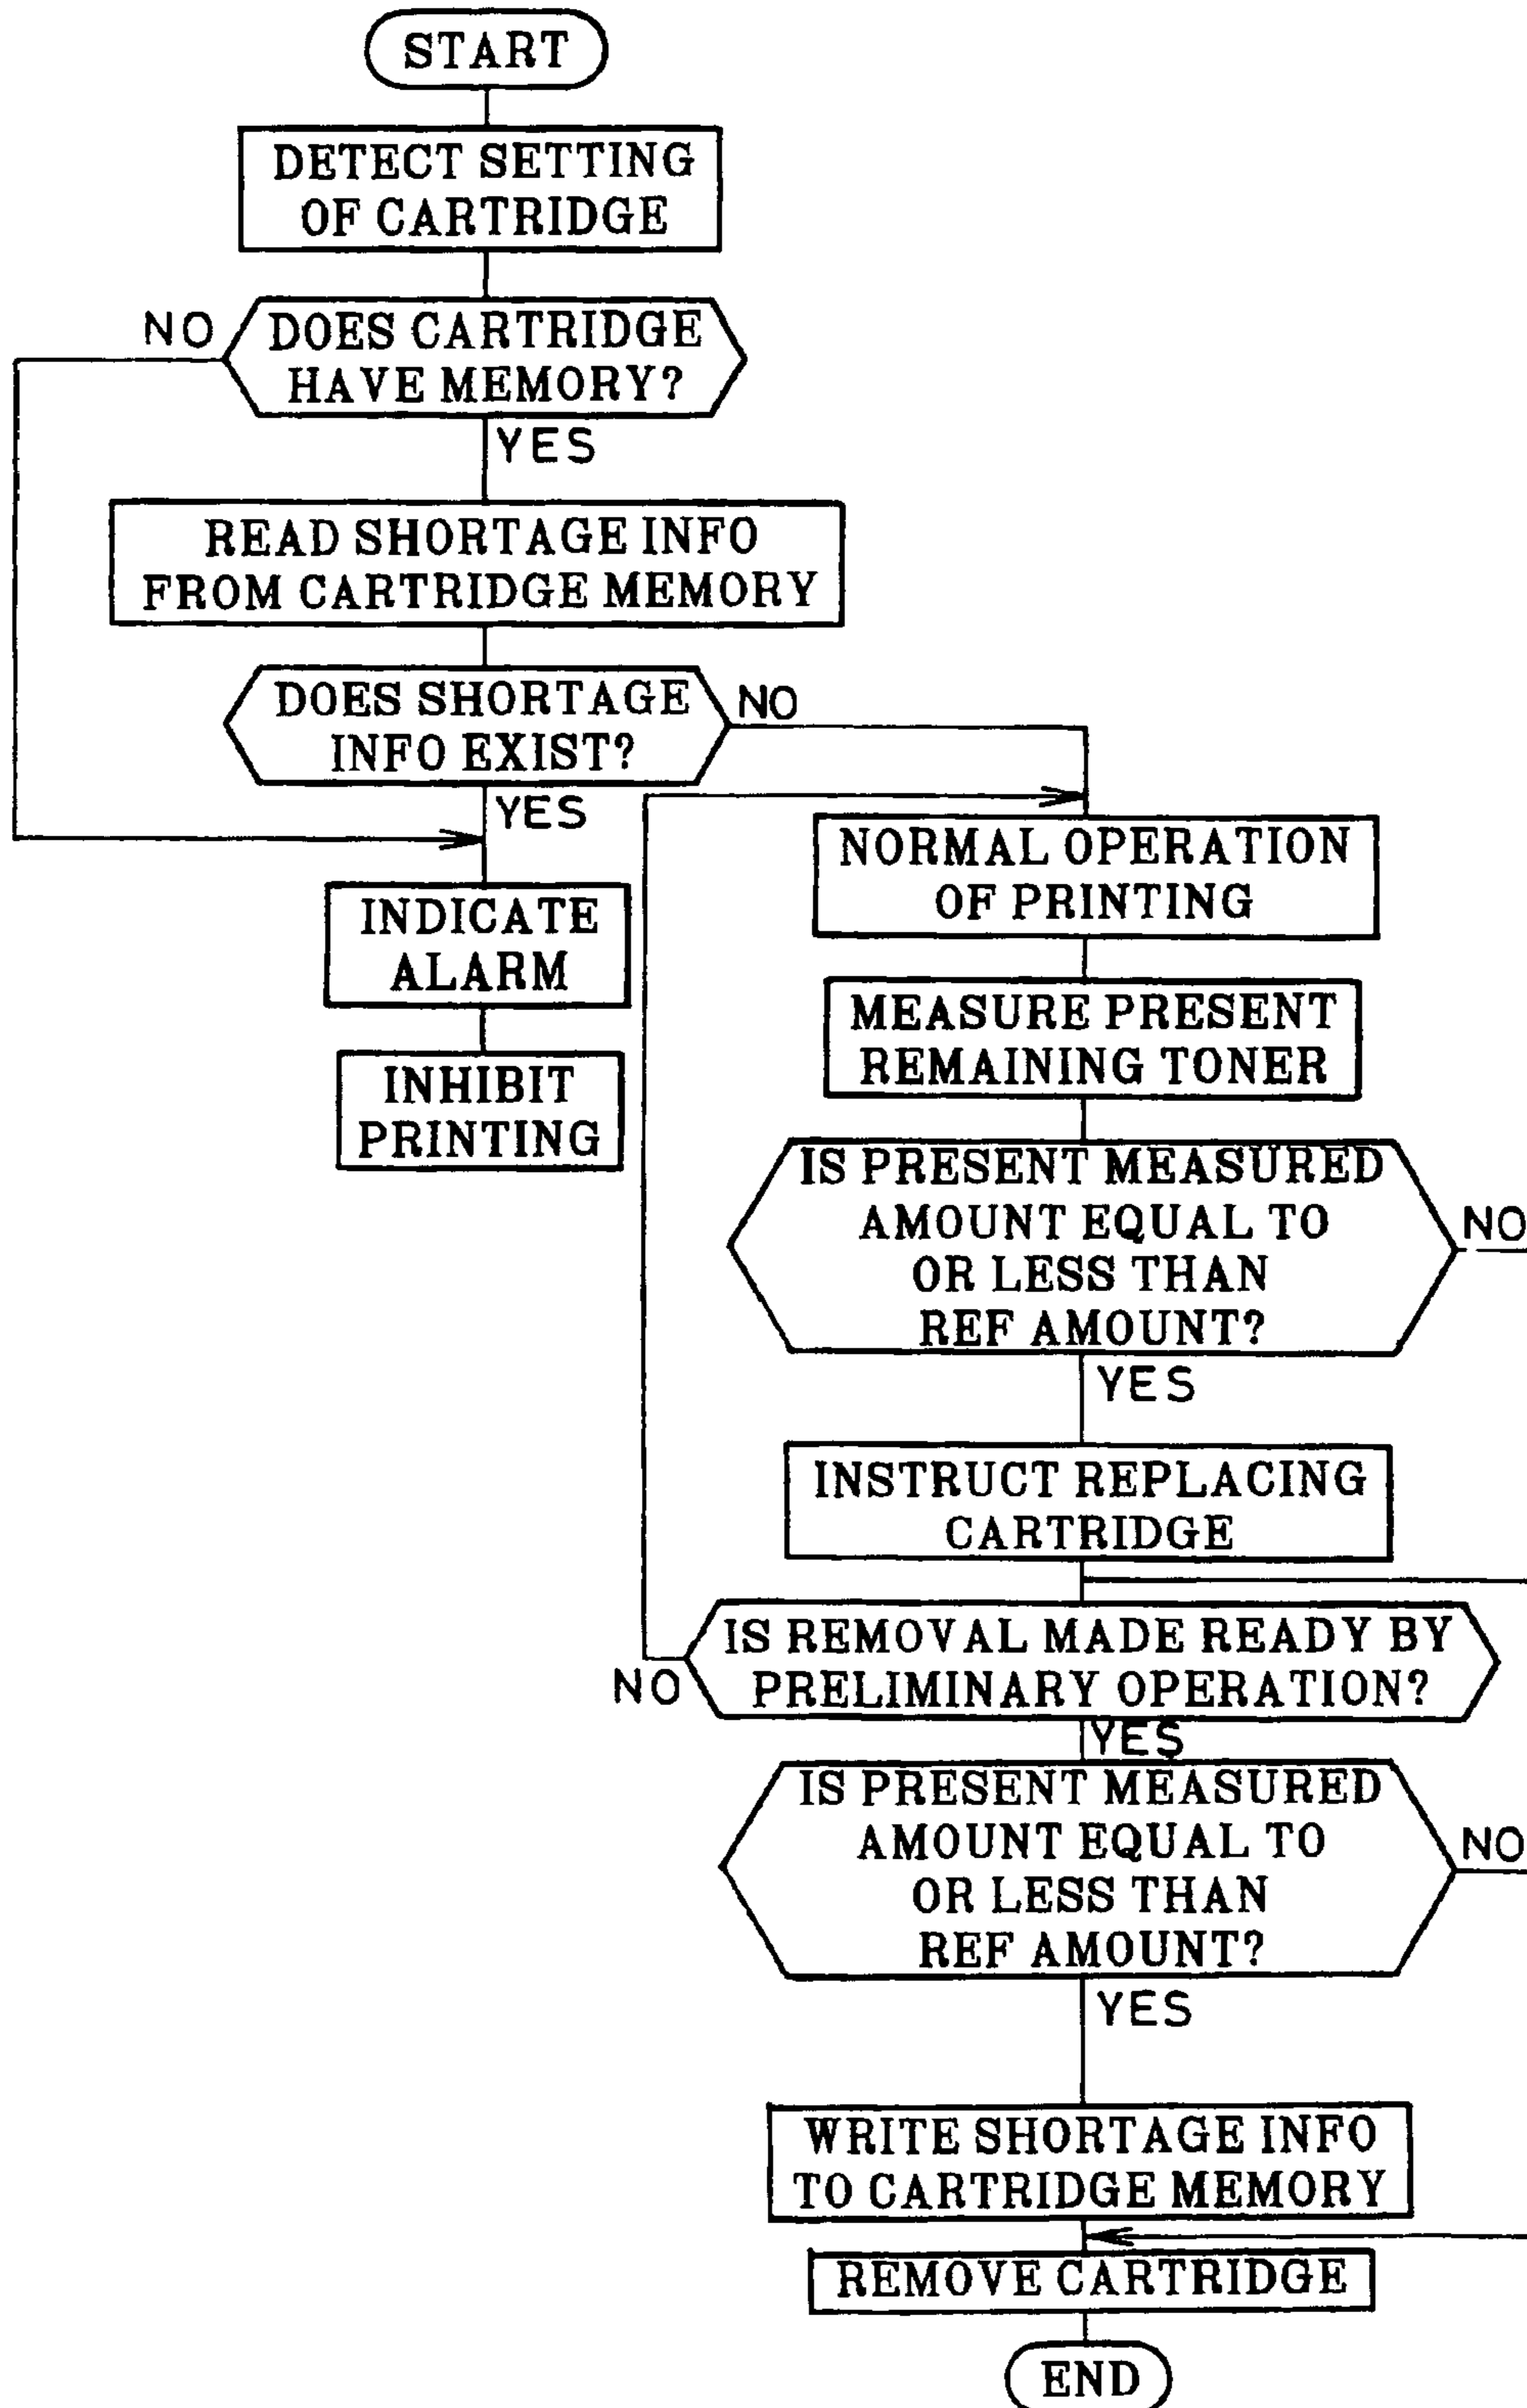 START
DETECT SETTING
OF CARTRIDGE
NO
DOES CARTRIDGE
HAVE MEMORY?
YES
READ SHORTAGE INFO
FROM CARTRIDGE MEMORY
DOES SHORTAGE
INFO EXIST?
NO
YES
INDICATE
ALARM
INHIBIT
PRINTING
NORMAL OPERATION
OF PRINTING
MEASURE PRESENT
REMAINING TONER
IS PRESENT MEASURED
AMOUNT EQUAL TO
OR LESS THAN
REF AMOUNT?
NO
YES
INSTRUCT REPLACING
CARTRIDGE
IS REMOVAL MADE READY BY
PRELIMINARY OPERATION?
NO
YES
IS PRESENT MEASURED
AMOUNT EQUAL TO
OR LESS THAN
REF AMOUNT?
NO
YES
WRITE SHORTAGE INFO
TO CARTRIDGE MEMORY
REMOVE CARTRIDGE
END